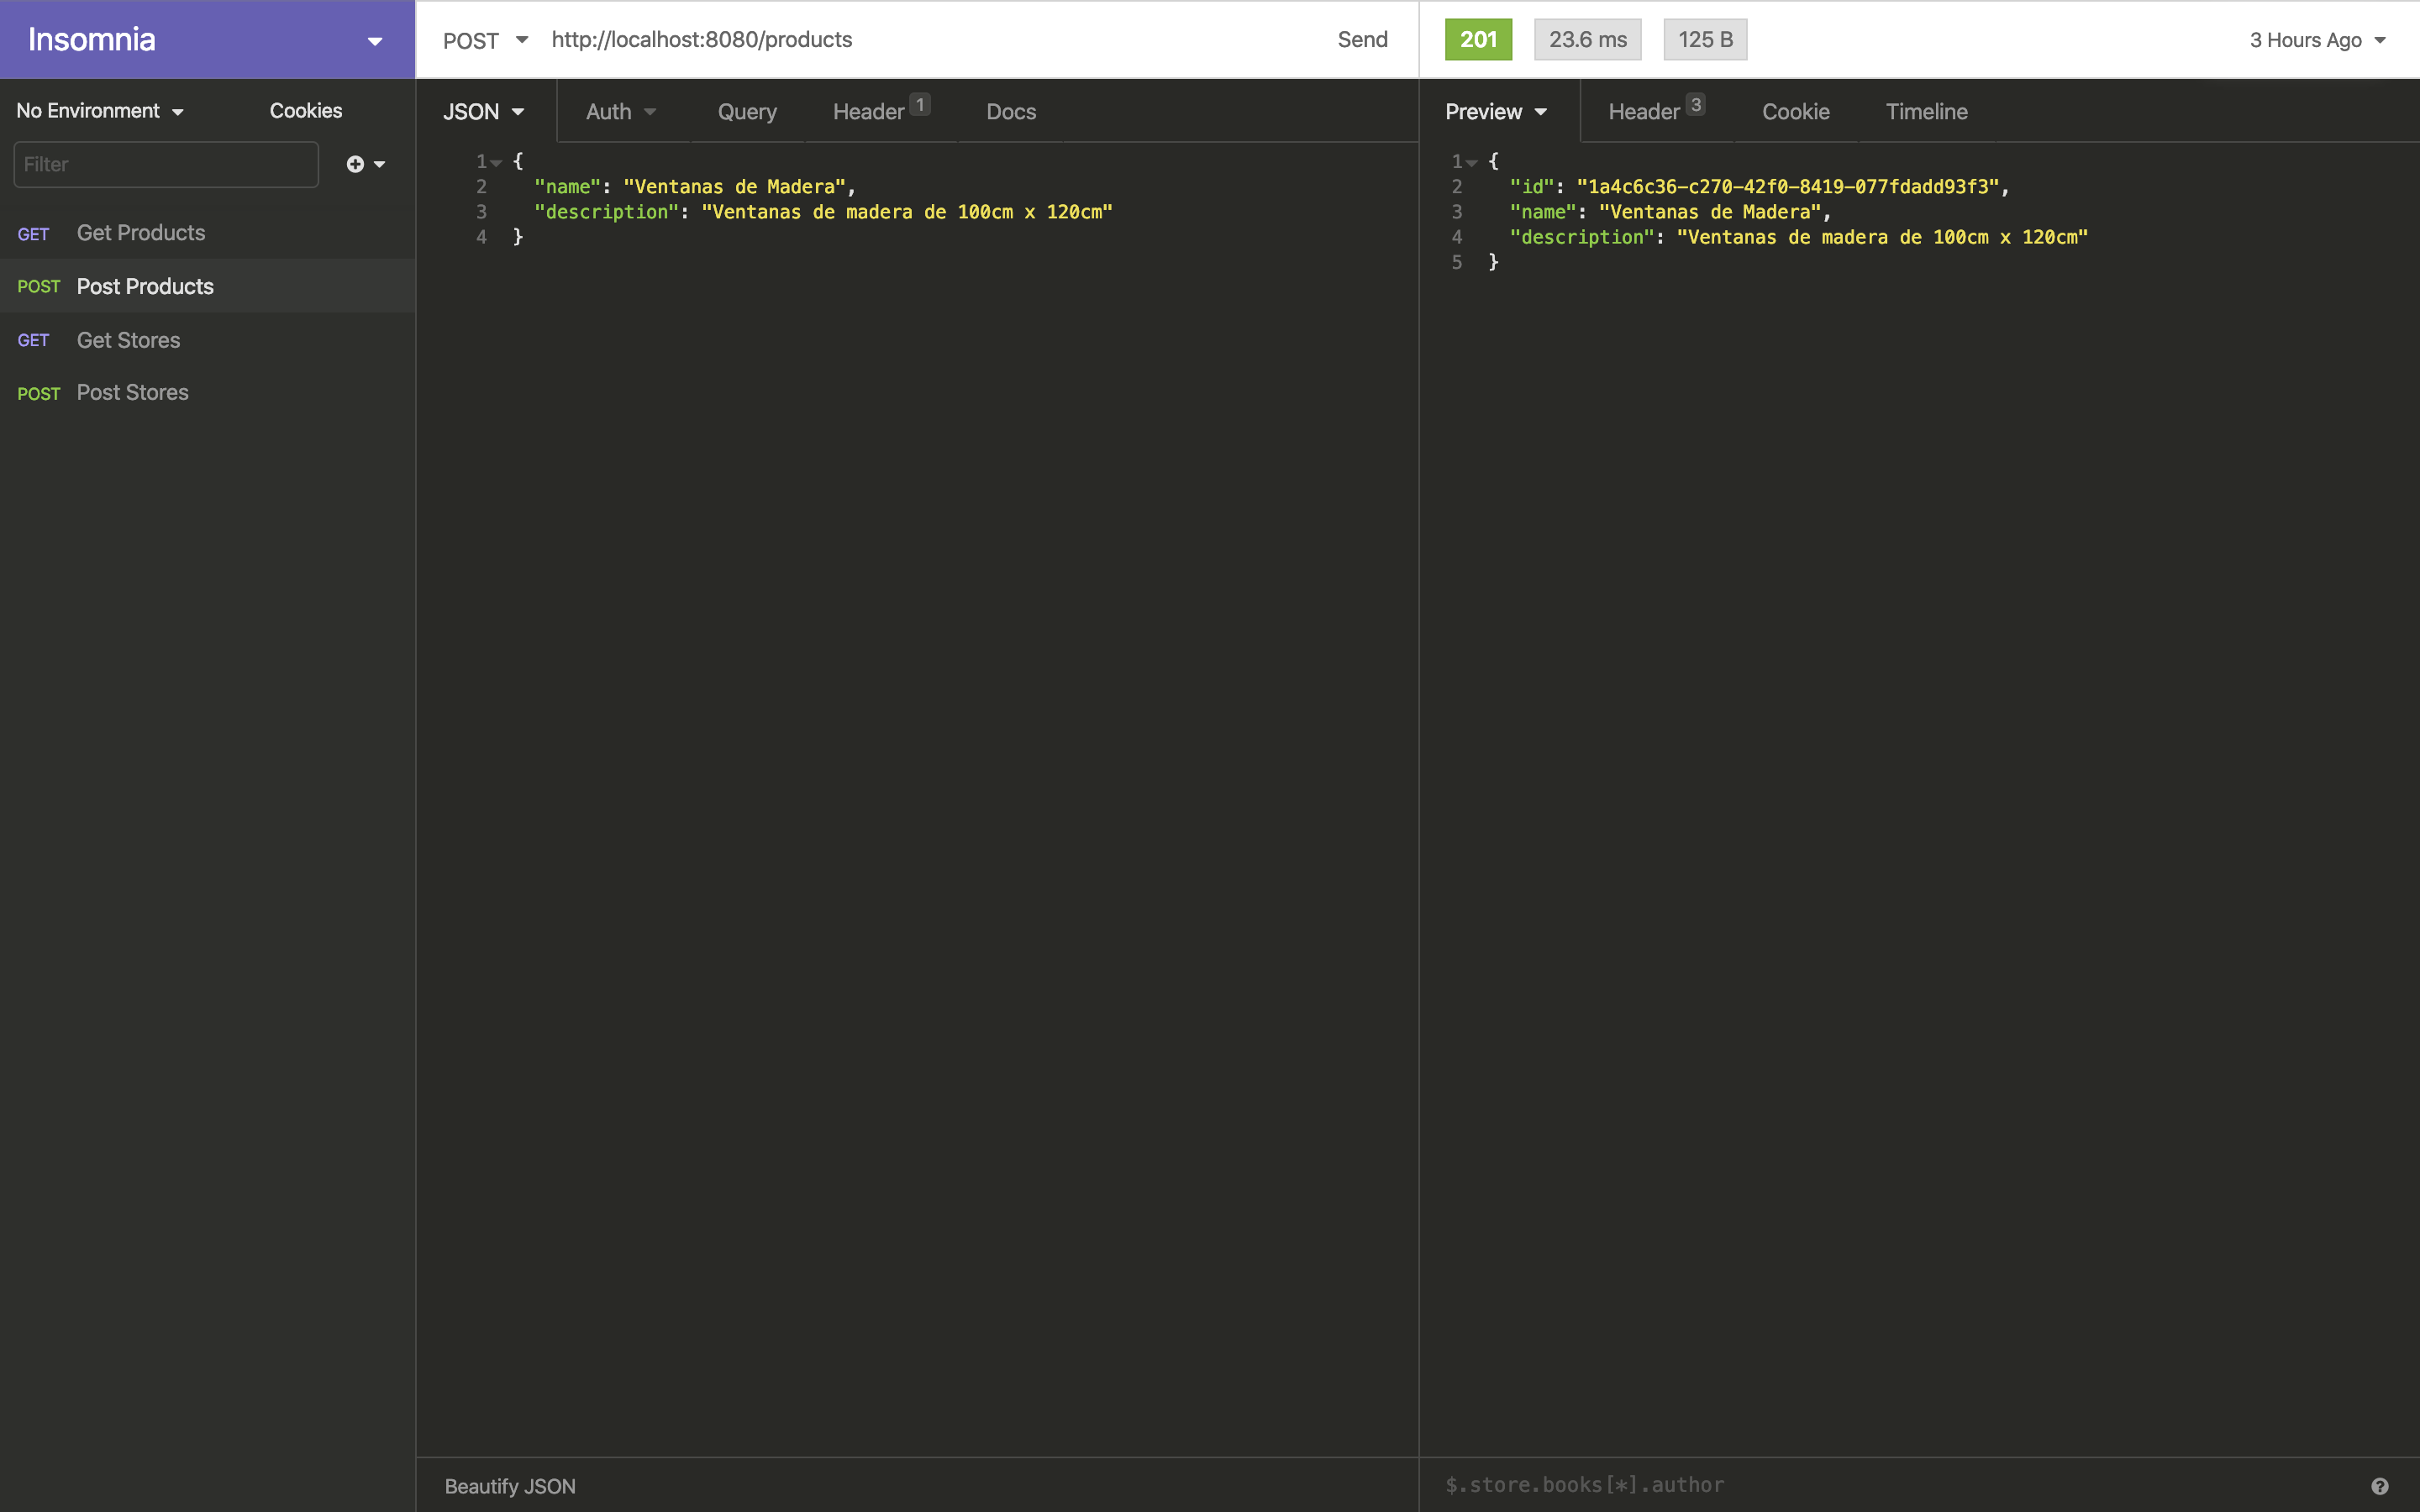 Insomnia
No Environment
Cookies
Filter
GET Get Products
POST Post Products
GET Get Stores
POST Post Stores
POST http://localhost:8080/products Send
JSON Auth Query Header 1 Docs
1 {
2 "name": "Ventanas de Madera",
3 "description": "Ventanas de madera de 100cm x 120cm"
4 }
Beautify JSON
201 23.6 ms 125 B 3 Hours Ago
Preview Header 3 Cookie Timeline
1 {
2 "id": "1a4c6c36-c270-42f0-8419-077fdadd93f3",
3 "name": "Ventanas de Madera",
4 "description": "Ventanas de madera de 100cm x 120cm"
5 }
$.store.books[*].author